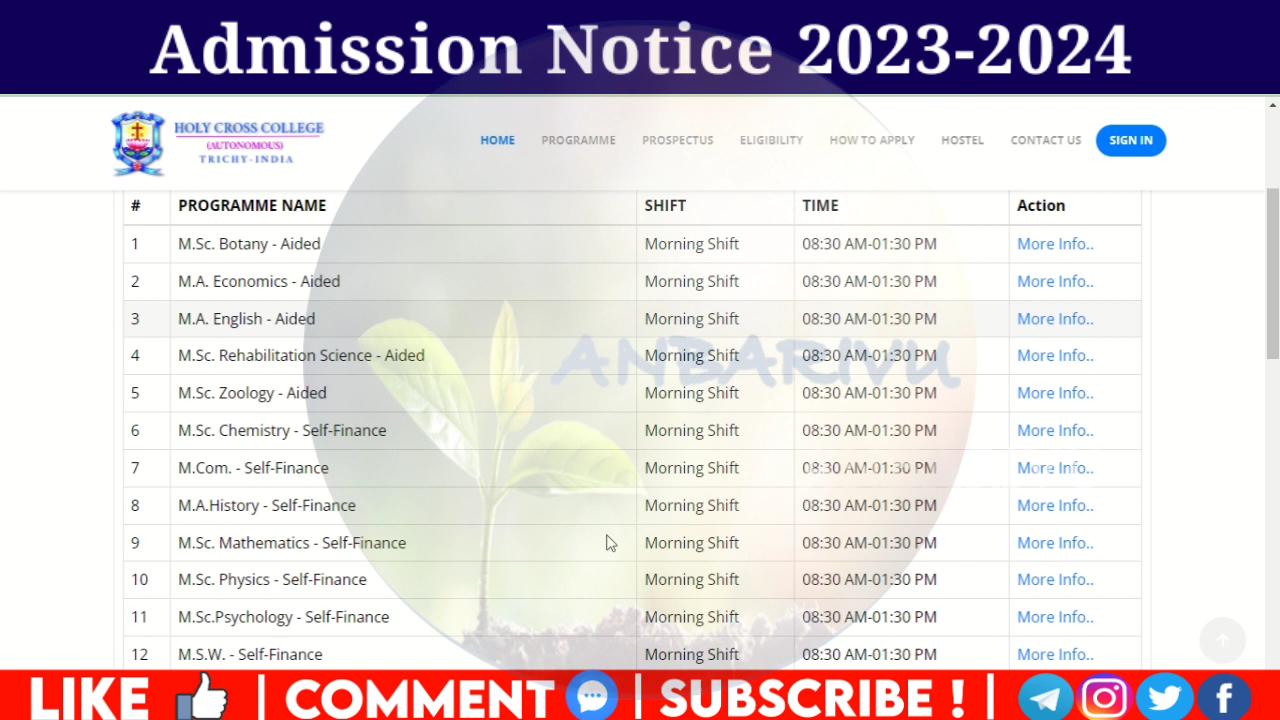 Admission Notice 2023-2024
HOLY CROSS COLLEGE
(AUTONOMOUS)
TRICHY-INDIA
HOME PROGRAMME PROSPECTUS ELIGIBILITY HOW TO APPLY HOSTEL CONTACT US SIGN IN
# PROGRAMME NAME SHIFT TIME Action
1 M.Sc. Botany - Aided Morning Shift 08:30 AM-01:30 PM More Info..
2 M.A. Economics - Aided Morning Shift 08:30 AM-01:30 PM More Info..
3 M.A. English - Aided Morning Shift 08:30 AM-01:30 PM More Info..
4 M.Sc. Rehabilitation Science - Aided Morning Shift 08:30 AM-01:30 PM More Info..
ANBARIVU
5 M.Sc. Zoology - Aided Morning Shift 08:30 AM-01:30 PM More Info..
6 M.Sc. Chemistry - Self-Finance Morning Shift 08:30 AM-01:30 PM More Info..
7 M.Com. - Self-Finance Morning Shift 08:30 AM-01:30 PM More Info..
8 M.A.History - Self-Finance Morning Shift 08:30 AM-01:30 PM More Info..
9 M.Sc. Mathematics - Self-Finance Morning Shift 08:30 AM-01:30 PM More Info..
10 M.Sc. Physics - Self-Finance Morning Shift 08:30 AM-01:30 PM More Info..
11 M.Sc.Psychology - Self-Finance Morning Shift 08:30 AM-01:30 PM More Info..
12 M.S.W. - Self-Finance Morning Shift 08:30 AM-01:30 PM More Info..
LIKE | COMMENT | SUBSCRIBE ! |